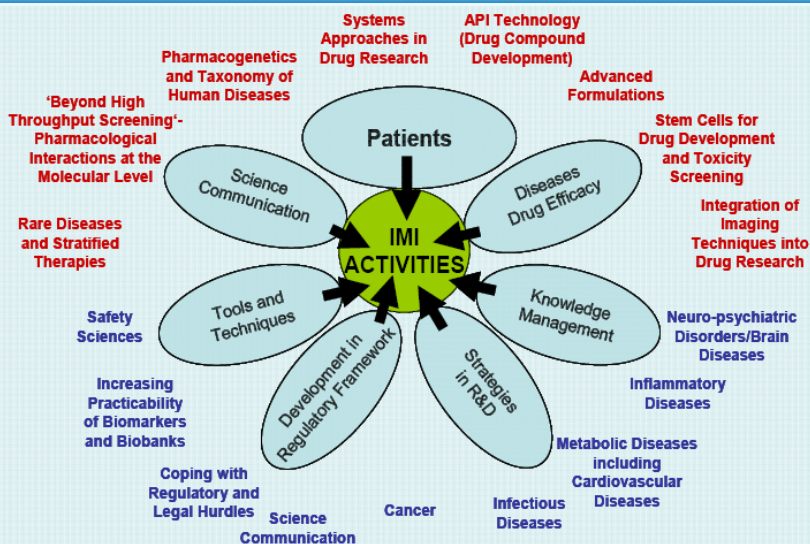 Systems
Approaches in
Drug Research
API Technology
(Drug Compound
Development)
Pharmacogenetics
and Taxonomy of
Human Diseases
Advanced
Formulations
‘Beyond High
Throughput Screening‘-
Pharmacological
Interactions at the
Molecular Level
Stem Cells for
Drug Development
and Toxicity
Screening
Rare Diseases
and Stratified
Therapies
Integration of
Imaging
Techniques into
Drug Research
Patients
Science
Communication
Diseases
Drug Efficacy
IMI
ACTIVITIES
Tools and
Techniques
Knowledge
Management
Development in
Regulatory Framework
Strategies
in R&D
Safety
Sciences
Neuro-psychiatric
Disorders/Brain
Diseases
Increasing
Practicability
of Biomarkers
and Biobanks
Inflammatory
Diseases
Coping with
Regulatory and
Legal Hurdles
Metabolic Diseases
including
Cardiovascular
Diseases
Science
Communication
Cancer
Infectious
Diseases